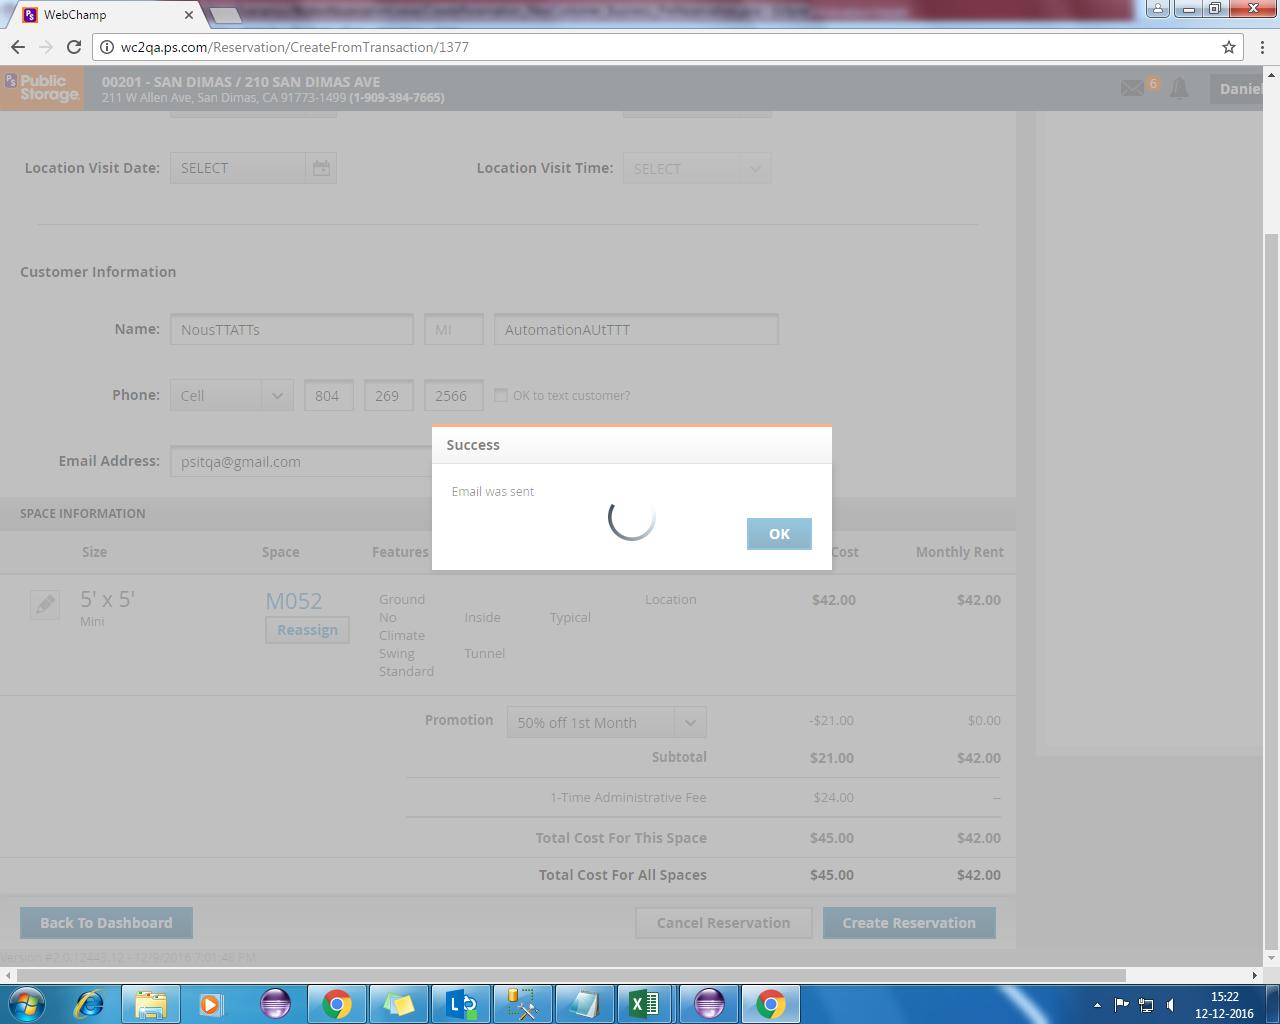 WebChamp
wc2qa.ps.com/Reservation/CreateFromTransaction/1377
PS Public Storage.
00201 - SAN DIMAS / 210 SAN DIMAS AVE
211 W Allen Ave, San Dimas, CA 91773-1499 (1-909-394-7665)
6
Daniel
Location Visit Date: SELECT Location Visit Time: SELECT
Customer Information
Name: NousTTATTs MI AutomationAUtTTT
Phone: Cell 804 269 2566 OK to text customer?
Email Address: psitqa@gmail.com
Success
Email was sent
OK
SPACE INFORMATION
Size Space Features Cost Monthly Rent
5' x 5' M052 Ground Location $42.00 $42.00
Mini Reassign No Inside Typical
Climate
Swing Tunnel
Standard
Promotion 50% off 1st Month -$21.00 $0.00
Subtotal $21.00 $42.00
1-Time Administrative Fee $24.00 --
Total Cost For This Space $45.00 $42.00
Total Cost For All Spaces $45.00 $42.00
Back To Dashboard Cancel Reservation Create Reservation
Version #2.0.12443.12 - 12/9/2016 7:01:48 PM
15:22
12-12-2016